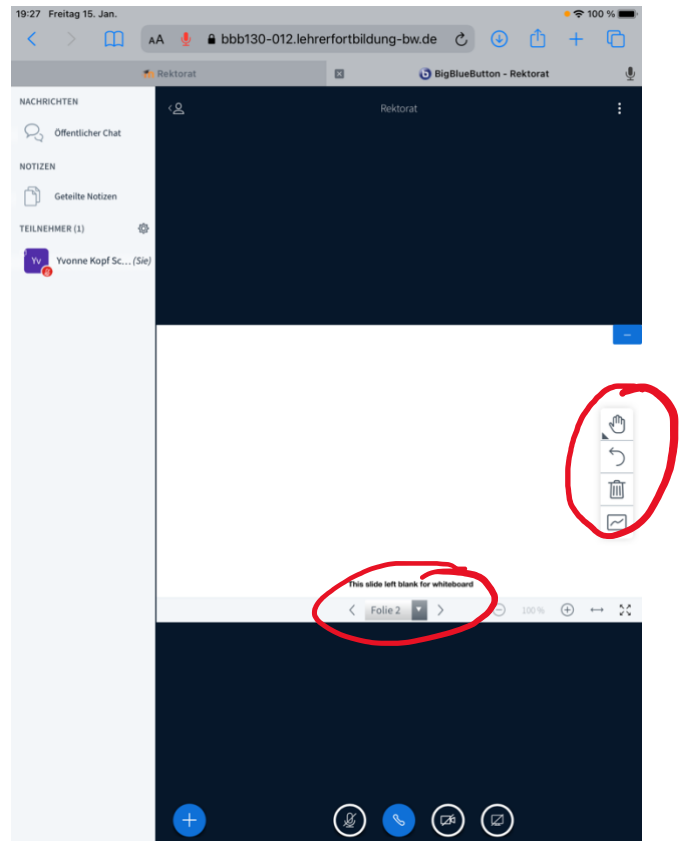 19:27 Freitag 15. Jan. 100 %
AA bbb130-012.lehrerfortbildung-bw.de
Rektorat BigBlueButton - Rektorat
NACHRICHTEN
Öffentlicher Chat
NOTIZEN
Geteilte Notizen
TEILNEHMER (1)
Yv Yvonne Kopf Sc... (Sie)
Rektorat
This slide left blank for whiteboard
Folie 2 100 %